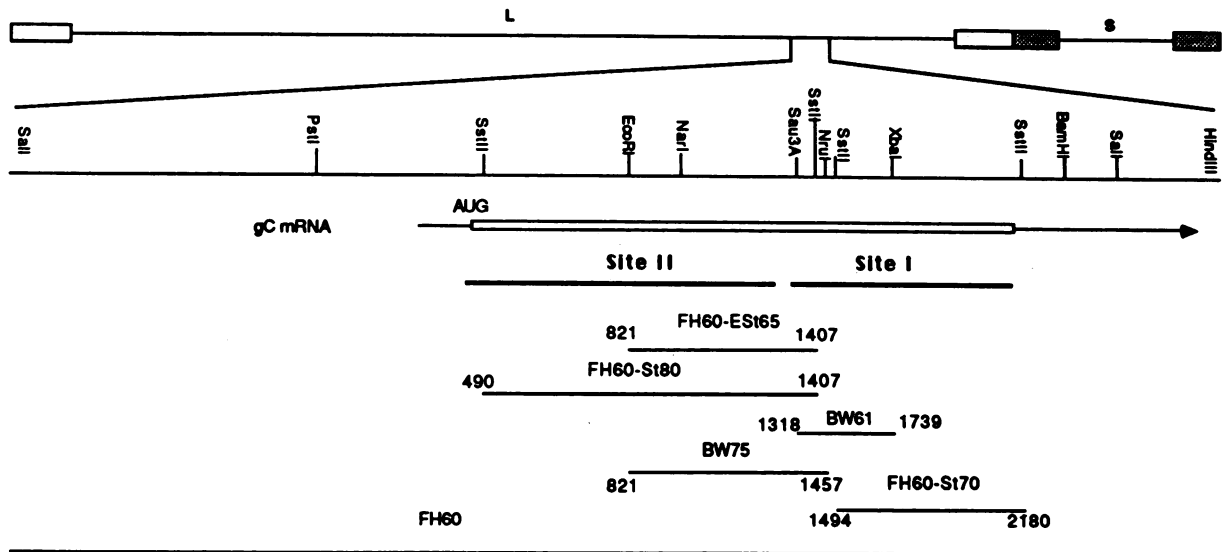 L
S
SalI
PstI
SstII
EcoRI
NarI
Sau3A
SstII
NruI
SstII
XbaI
SstII
BamHI
SalI
HindIII
AUG
gC mRNA
Site II
Site I
821
FH60-ESt65
1407
490
FH60-St80
1407
1318
BW61
1739
BW75
821
1457
FH60-St70
FH60
1494
2180